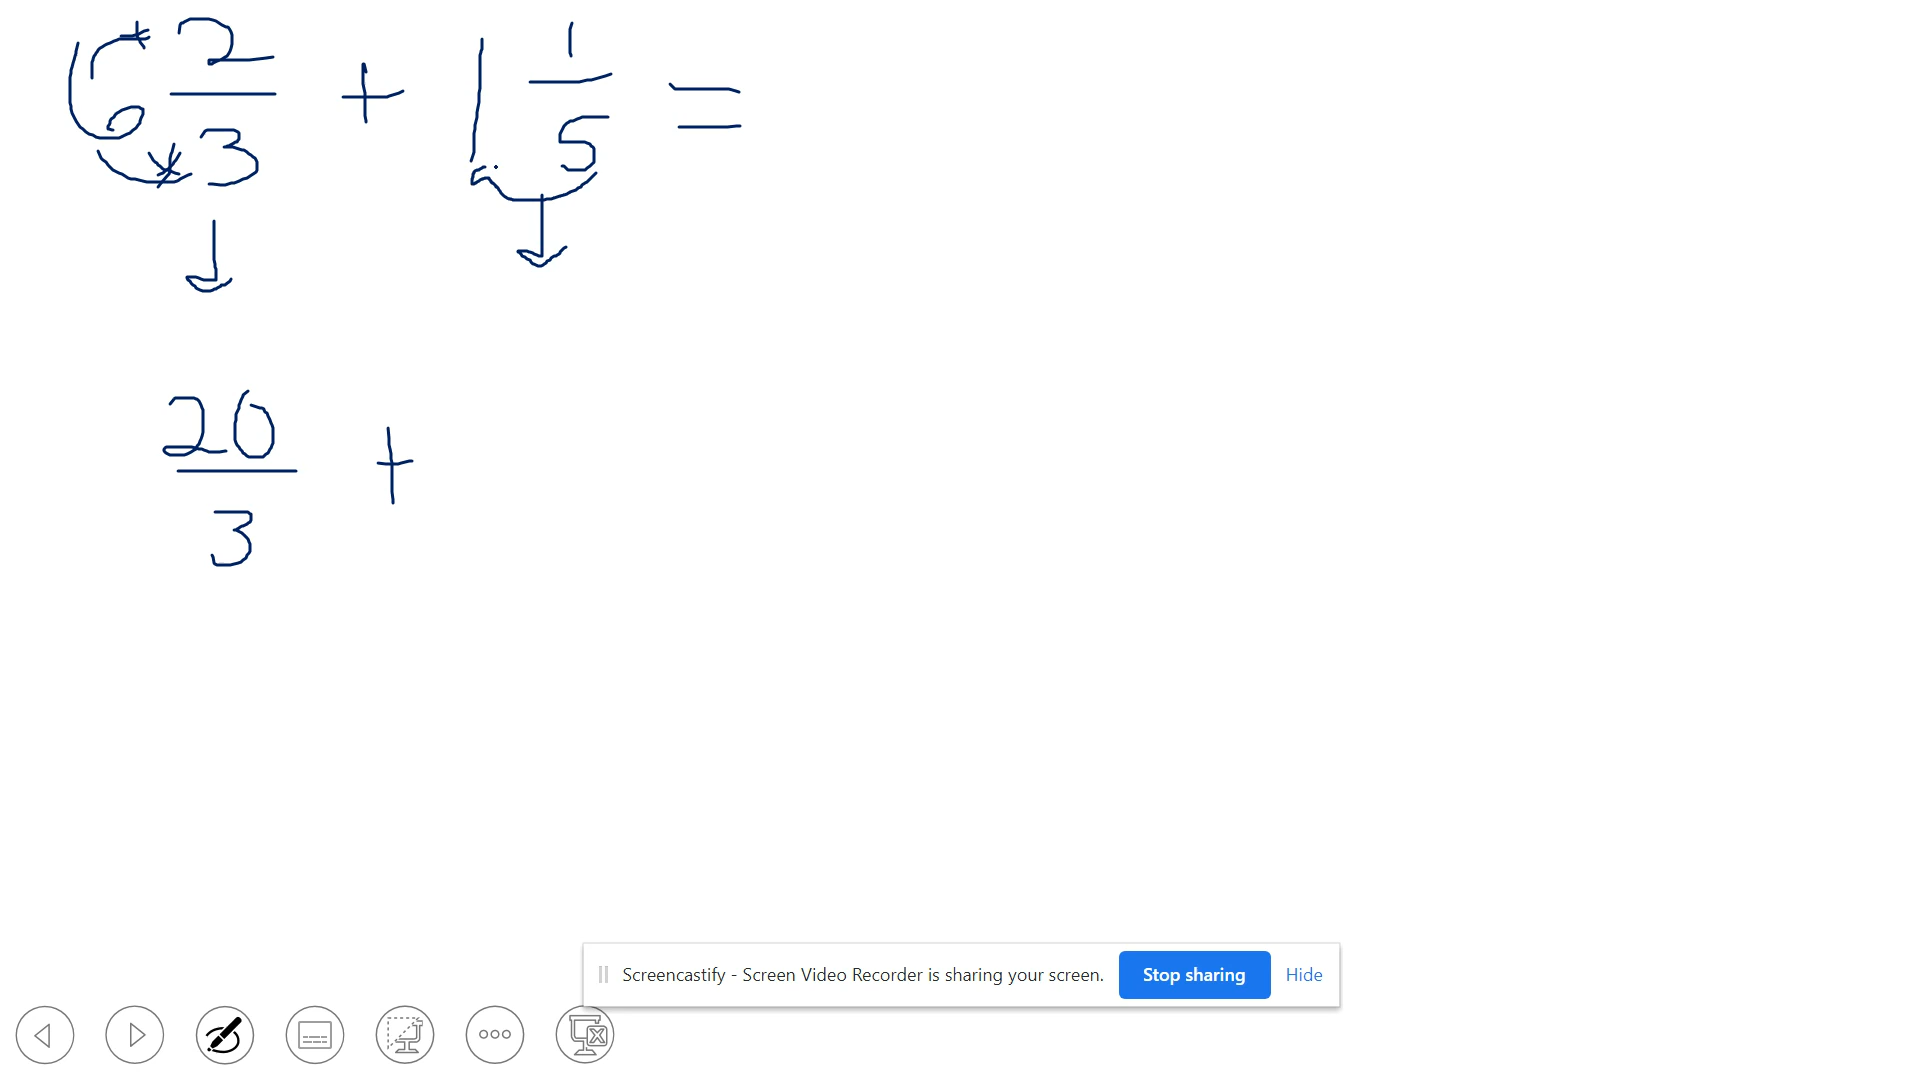 6 2/3 + 1 1/5 =
20/3 +
Screencastify - Screen Video Recorder is sharing your screen. Stop sharing Hide